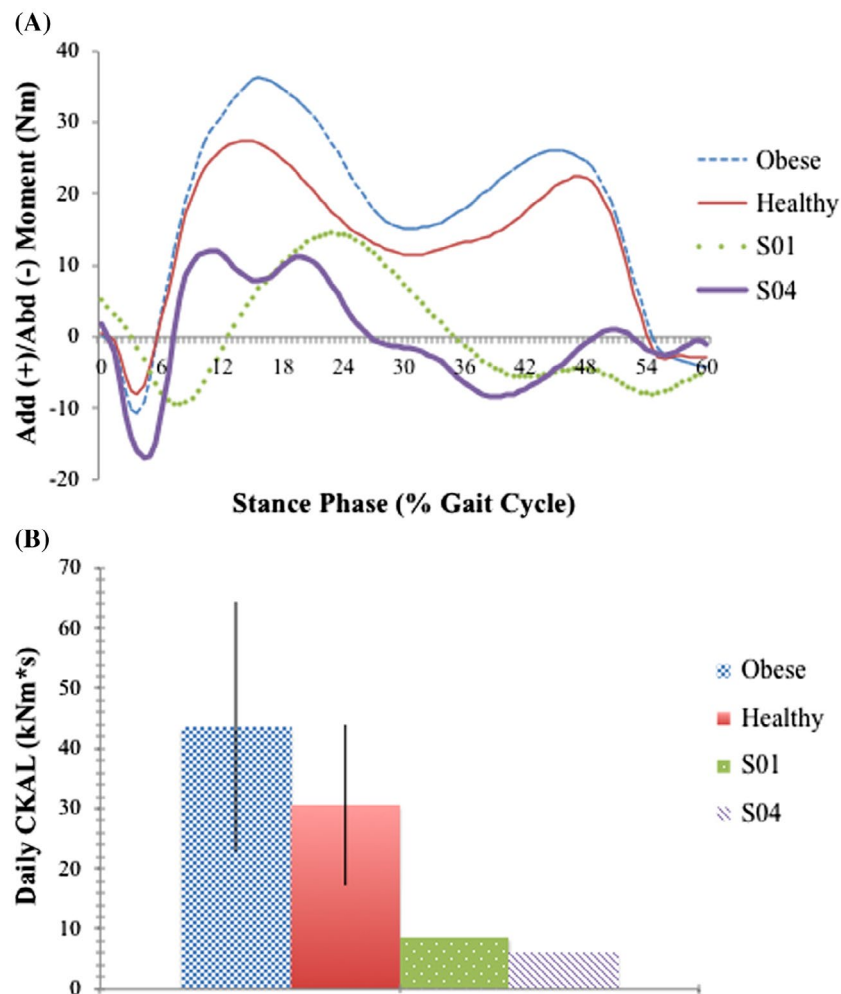 (A)
Add (+)/Abd (-) Moment (Nm)
40
30
20
10
0
-10
-20
0 6 12 18 24 30 36 42 48 54 60
Stance Phase (% Gait Cycle)
Obese
Healthy
S01
S04
(B)
Daily CKAL (kNm*s)
70
60
50
40
30
20
10
0
Obese
Healthy
S01
S04